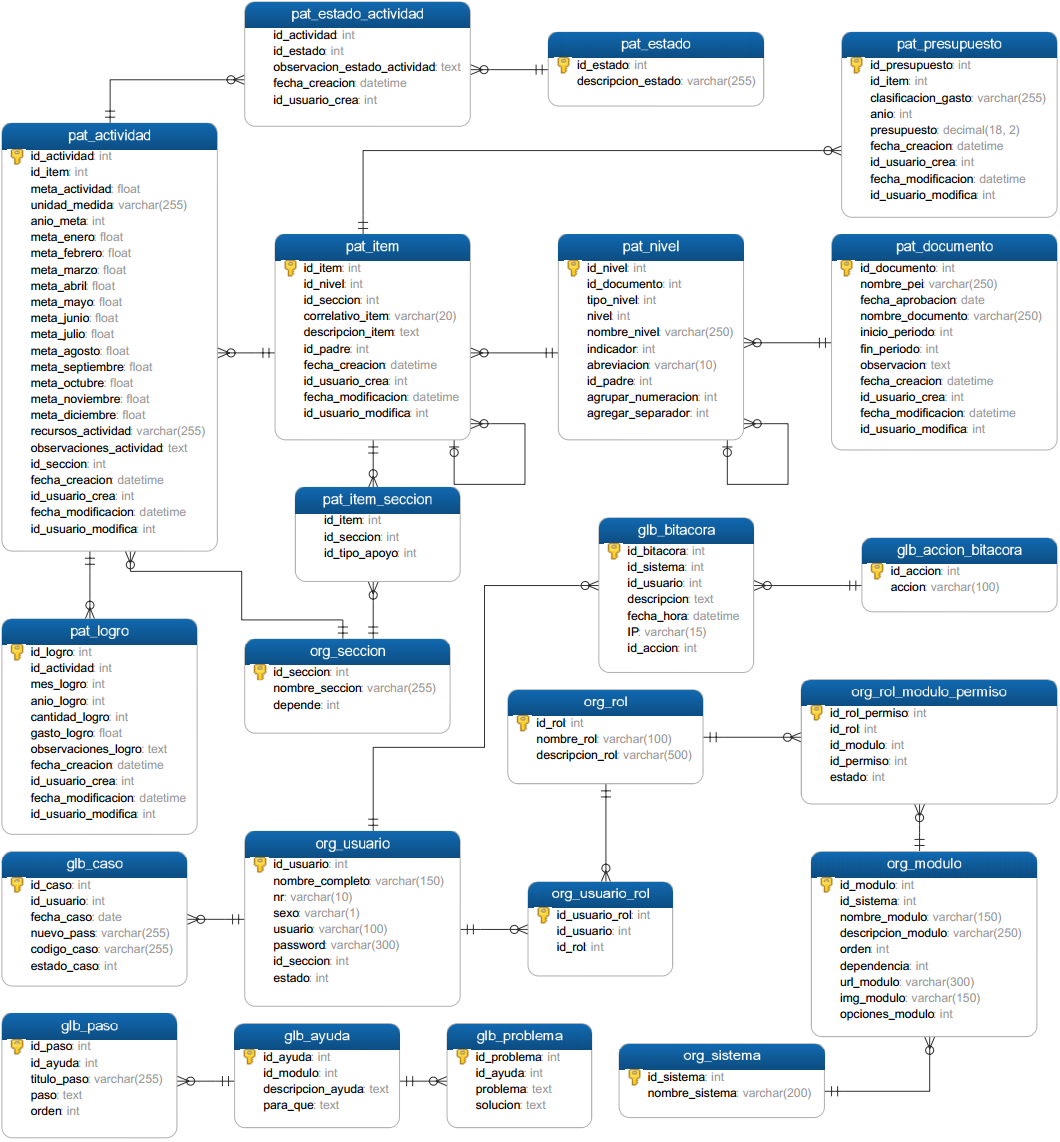 pat_estado_actividad
id_actividad: int
id_estado: int
observacion_estado_actividad: text
fecha_creacion: datetime
id_usuario_crea: int
pat_estado
id_estado: int
descripcion_estado: varchar(255)
pat_presupuesto
id_presupuesto: int
id_item: int
clasificacion_gasto: varchar(255)
anio: int
presupuesto: decimal(18, 2)
fecha_creacion: datetime
id_usuario_crea: int
fecha_modificacion: datetime
id_usuario_modifica: int
pat_actividad
id_actividad: int
id_item: int
meta_actividad: float
unidad_medida: varchar(255)
anio_meta: int
meta_enero: float
meta_febrero: float
meta_marzo: float
meta_abril: float
meta_mayo: float
meta_junio: float
meta_julio: float
meta_agosto: float
meta_septiembre: float
meta_octubre: float
meta_noviembre: float
meta_diciembre: float
recursos_actividad: varchar(255)
observaciones_actividad: text
id_seccion: int
fecha_creacion: datetime
id_usuario_crea: int
fecha_modificacion: datetime
id_usuario_modifica: int
pat_item
id_item: int
id_nivel: int
id_seccion: int
correlativo_item: varchar(20)
descripcion_item: text
id_padre: int
fecha_creacion: datetime
id_usuario_crea: int
fecha_modificacion: datetime
id_usuario_modifica: int
pat_nivel
id_nivel: int
id_documento: int
tipo_nivel: int
nivel: int
nombre_nivel: varchar(250)
indicador: int
abreviacion: varchar(10)
id_padre: int
agrupar_numeracion: int
agregar_separador: int
pat_documento
id_documento: int
nombre_pei: varchar(250)
fecha_aprobacion: date
nombre_documento: varchar(250)
inicio_periodo: int
fin_periodo: int
observacion: text
fecha_creacion: datetime
id_usuario_crea: int
fecha_modificacion: datetime
id_usuario_modifica: int
pat_item_seccion
id_item: int
id_seccion: int
id_tipo_apoyo: int
glb_bitacora
id_bitacora: int
id_sistema: int
id_usuario: int
descripcion: text
fecha_hora: datetime
IP: varchar(15)
id_accion: int
glb_accion_bitacora
id_accion: int
accion: varchar(100)
pat_logro
id_logro: int
id_actividad: int
mes_logro: int
anio_logro: int
cantidad_logro: int
gasto_logro: float
observaciones_logro: text
fecha_creacion: datetime
id_usuario_crea: int
fecha_modificacion: datetime
id_usuario_modifica: int
org_seccion
id_seccion: int
nombre_seccion: varchar(255)
depende: int
org_rol
id_rol: int
nombre_rol: varchar(100)
descripcion_rol: varchar(500)
org_rol_modulo_permiso
id_rol_permiso: int
id_rol: int
id_modulo: int
id_permiso: int
estado: int
glb_caso
id_caso: int
id_usuario: int
fecha_caso: date
nuevo_pass: varchar(255)
codigo_caso: varchar(255)
estado_caso: int
org_usuario
id_usuario: int
nombre_completo: varchar(150)
nr: varchar(10)
sexo: varchar(1)
usuario: varchar(100)
password: varchar(300)
id_seccion: int
estado: int
org_usuario_rol
id_usuario_rol: int
id_usuario: int
id_rol: int
org_modulo
id_modulo: int
id_sistema: int
nombre_modulo: varchar(150)
descripcion_modulo: varchar(250)
orden: int
dependencia: int
url_modulo: varchar(300)
img_modulo: varchar(150)
opciones_modulo: int
glb_paso
id_paso: int
id_ayuda: int
titulo_paso: varchar(255)
paso: text
orden: int
glb_ayuda
id_ayuda: int
id_modulo: int
descripcion_ayuda: text
para_que: text
glb_problema
id_problema: int
id_ayuda: int
problema: text
solucion: text
org_sistema
id_sistema: int
nombre_sistema: varchar(200)